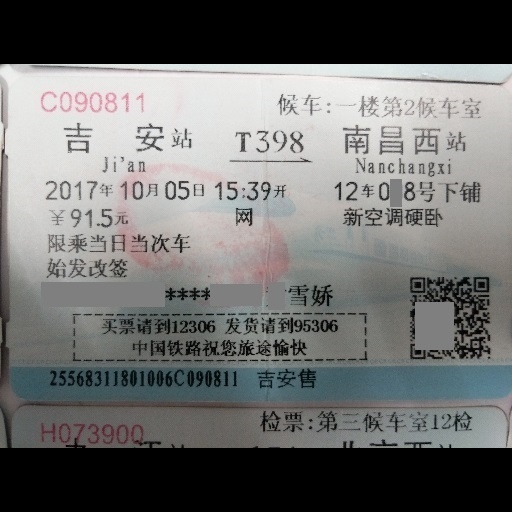 C090811 候车:一楼第2候车室
吉安站 T398 南昌西站
Ji'an Nanchangxi
2017年10月05日 15:39开 12车0 8号下铺
￥91.5元 网 新空调硬卧
限乘当日当次车
始发改签
**** 雪娇
买票请到12306 发货请到95306
中国铁路祝您旅途愉快
25568311801006C090811 吉安售
H073900 检票:第三候车室12检